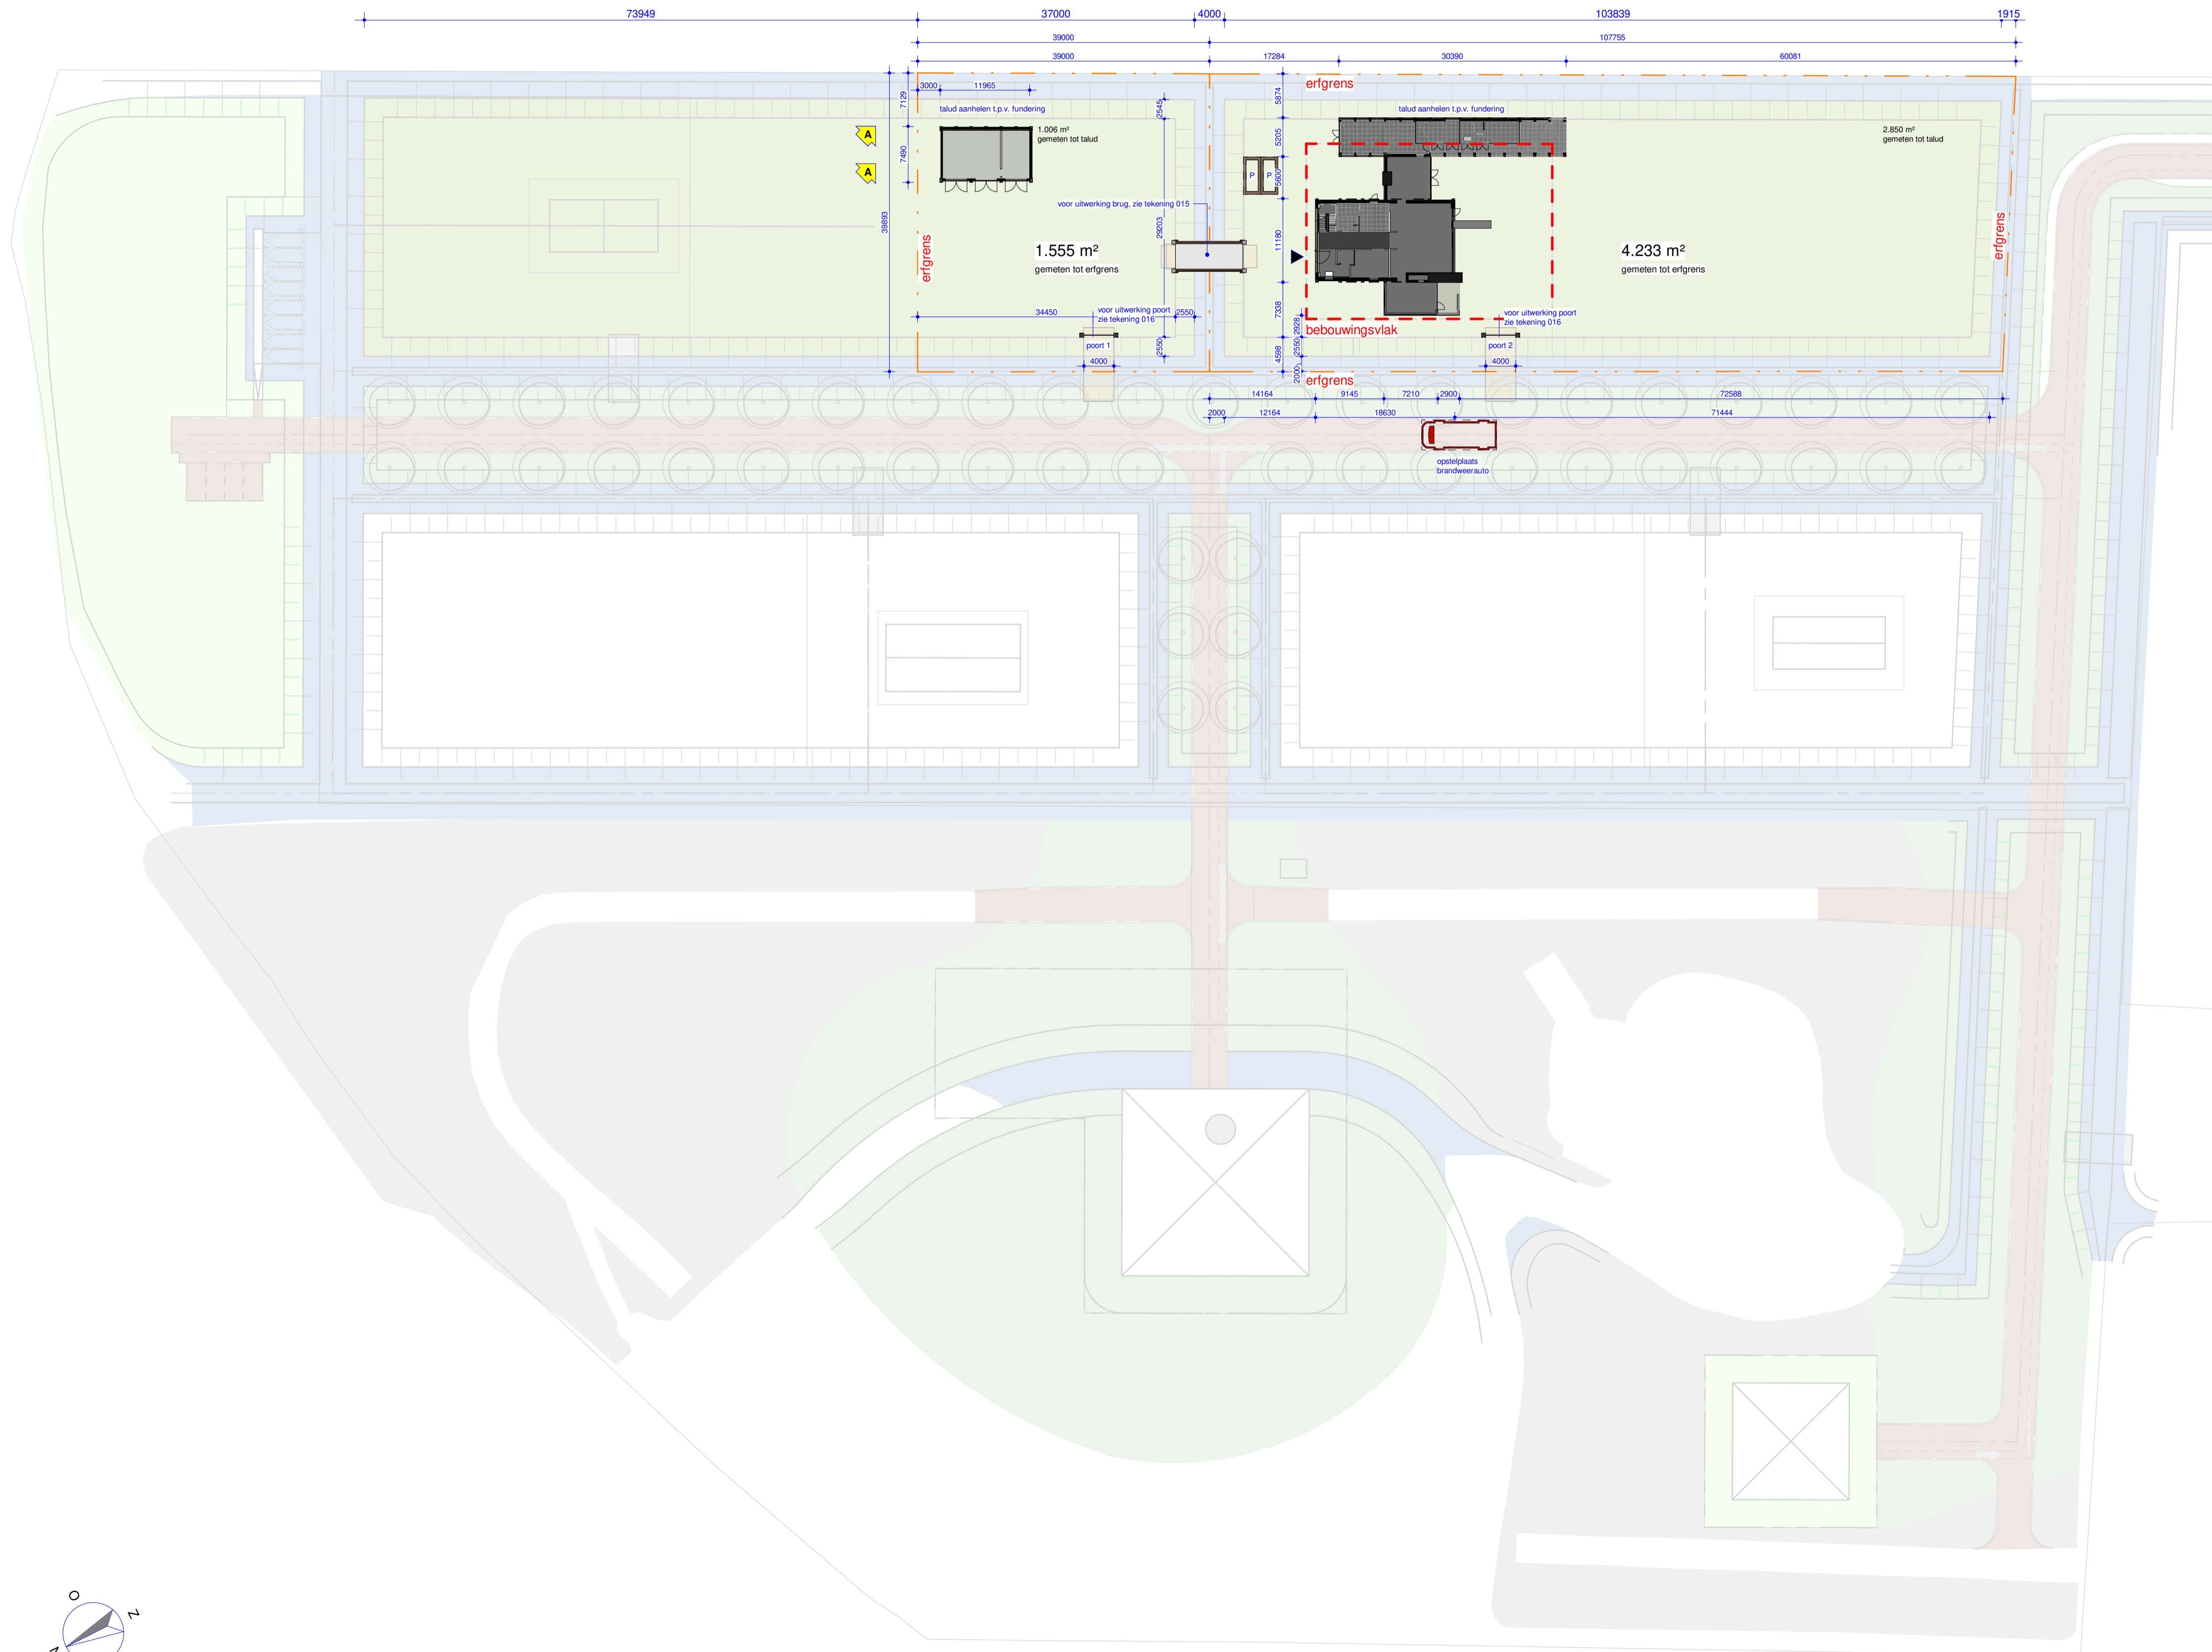 73949
37000
4000
103839
1915
39000
107755
39000
17284
30390
60081
3000
11965
7129
7490
39893
talud aanhelen t.p.v. fundering
1.006 m²
gemeten tot talud
2545
29203
2550
5874
5205
5600
11180
7338
4598
2928
2550
2000
erfgrens
talud aanhelen t.p.v. fundering
2.850 m²
gemeten tot talud
A
A
P
P
voor uitwerking brug, zie tekening 015
erfgrens
1.555 m²
gemeten tot erfgrens
4.233 m²
gemeten tot erfgrens
erfgrens
34450
2550
voor uitwerking poort
zie tekening 016
poort 1
4000
bebouwingsvlak
voor uitwerking poort
zie tekening 016
poort 2
4000
erfgrens
14164
9145
7210
2900
72588
2000
12164
18630
71444
opstelplaats
brandweerauto
O
Z